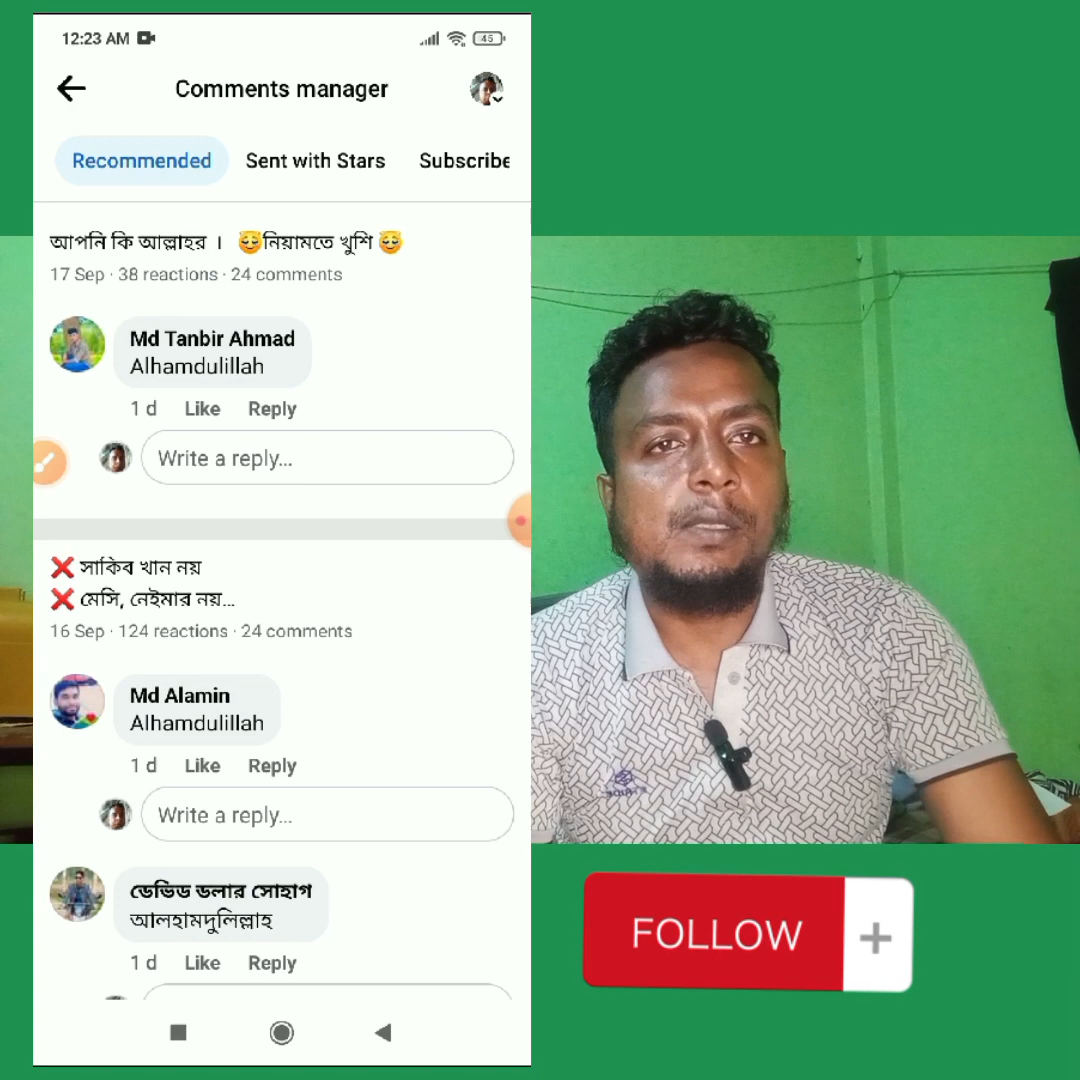 12:23 AM
45
Comments manager
Recommended
Sent with Stars
Subscribe
আপনি কি আল্লাহর । 😇নিয়ামতে খুশি 😇
17 Sep · 38 reactions · 24 comments
Md Tanbir Ahmad
Alhamdulillah
1 d Like Reply
Write a reply...
❌ সাকিব খান নয়
❌ মেসি, নেইমার নয়...
16 Sep · 124 reactions · 24 comments
Md Alamin
Alhamdulillah
1 d Like Reply
Write a reply...
ডেভিড ডলার সোহাগ
আলহামদুলিল্লাহ
1 d Like Reply
FOLLOW +